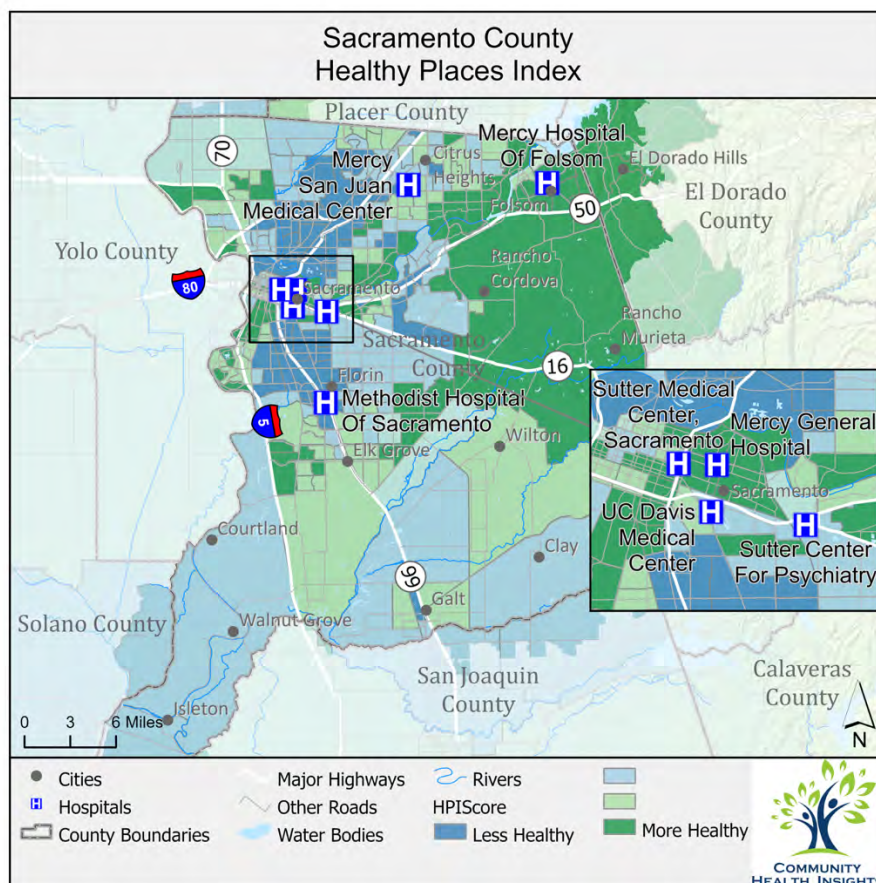 Sacramento County
Healthy Places Index
Placer County
70
Mercy
San Juan
Medical Center
H
Citrus
Heights
Mercy Hospital
Of Folsom
H
Folsom
El Dorado Hills
50
El Dorado
County
Yolo County
80
Rancho
Cordova
H
H
H
H
Sacramento
Sacramento
County
Rancho
Murieta
16
Florin
H
Methodist Hospital
Of Sacramento
5
Elk Grove
Wilton
Sutter Medical
Center,
Sacramento
H
Mercy General
Hospital
H
Sacramento
UC Davis
Medical
Center
H
H
Sutter Center
For Psychiatry
Courtland
Clay
99
Galt
Solano County
Walnut Grove
San Joaquin
County
Calaveras
County
Isleton
0 3 6 Miles
N
Cities
Major Highways
Rivers
H Hospitals
Other Roads
HPIScore
County Boundaries
Water Bodies
Less Healthy
More Healthy
COMMUNITY
HEALTH INSIGHTS